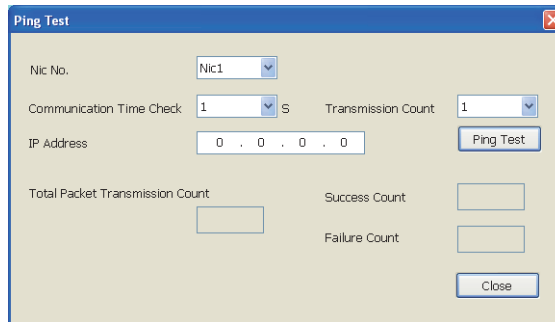 Ping Test
Nic No. Nic1
Communication Time Check 1 S Transmission Count 1
IP Address 0 . 0 . 0 . 0 Ping Test
Total Packet Transmission Count Success Count
Failure Count
Close